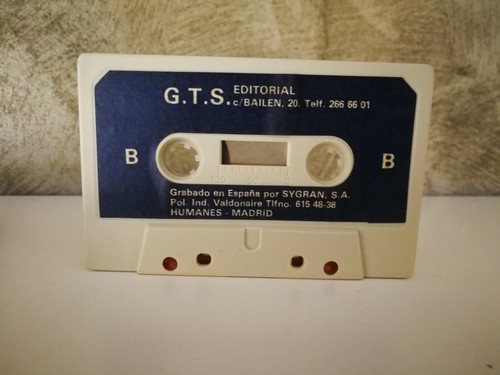 G.T.S. EDITORIAL
c/BAILEN, 20. Telf. 266 66 01
B B
Grabado en España por SYGRAN, S.A.
Pol. Ind. Valdonaire Tlfno. 615 48-38
HUMANES - MADRID